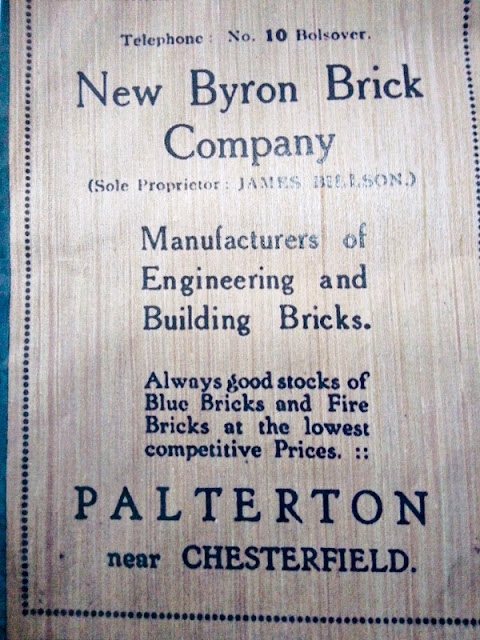 Telephone: No. 10 Bolsover.
New Byron Brick
Company
(Sole Proprietor: JAMES BILLSON.)
Manufacturers of
Engineering and
Building Bricks.
Always good stocks of
Blue Bricks and Fire
Bricks at the lowest
competitive Prices. ::
PALTERTON
near CHESTERFIELD.